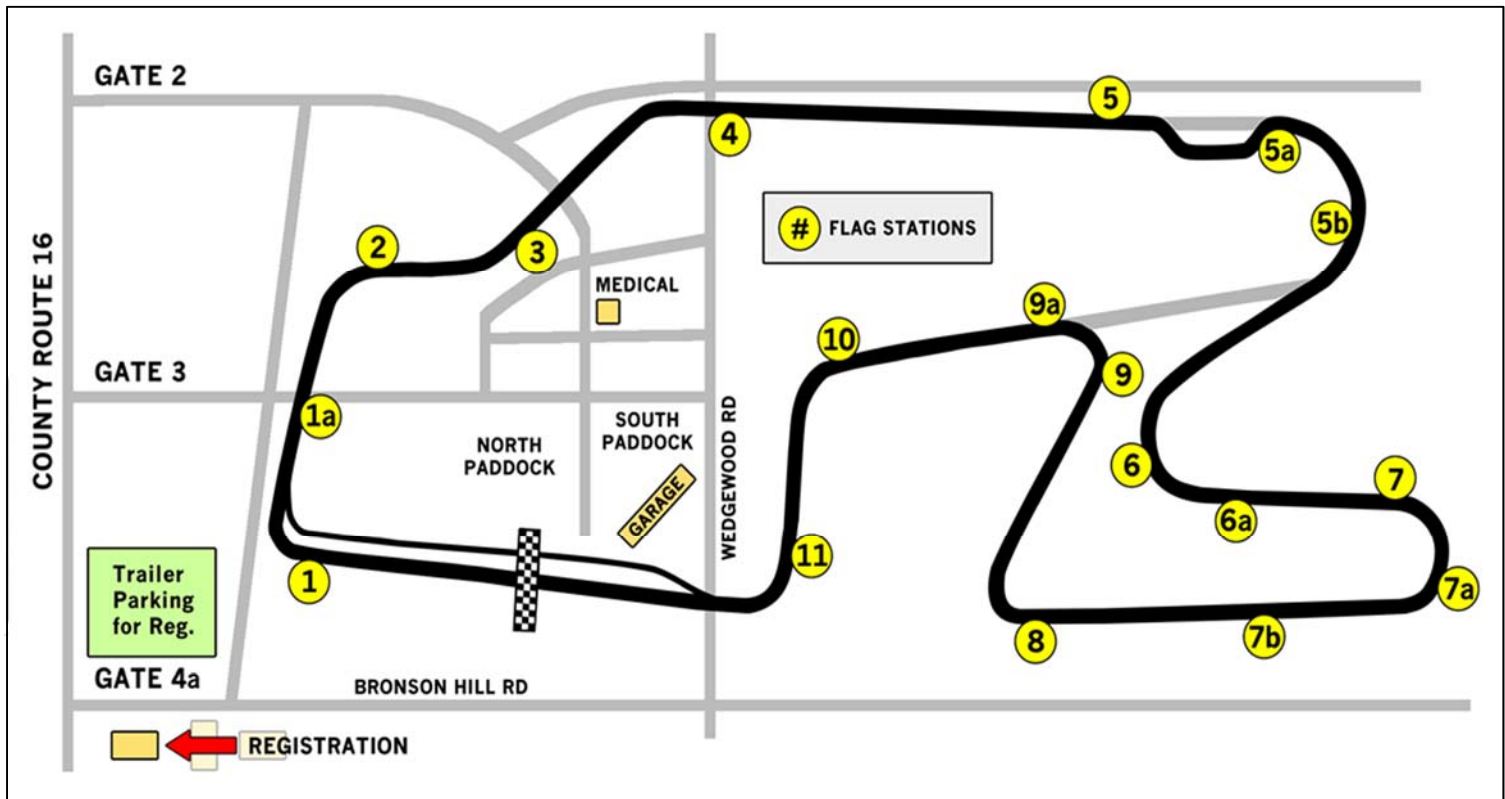 GATE 2
5
4
5a
5b
2
3
# FLAG STATIONS
COUNTY ROUTE 16
MEDICAL
9a
10
GATE 3
9
1a
SOUTH
PADDOCK
WEDGEWOOD RD
NORTH
PADDOCK
6
7
GARAGE
6a
11
1
7a
Trailer
Parking
for Reg.
8
7b
GATE 4a
BRONSON HILL RD
REGISTRATION